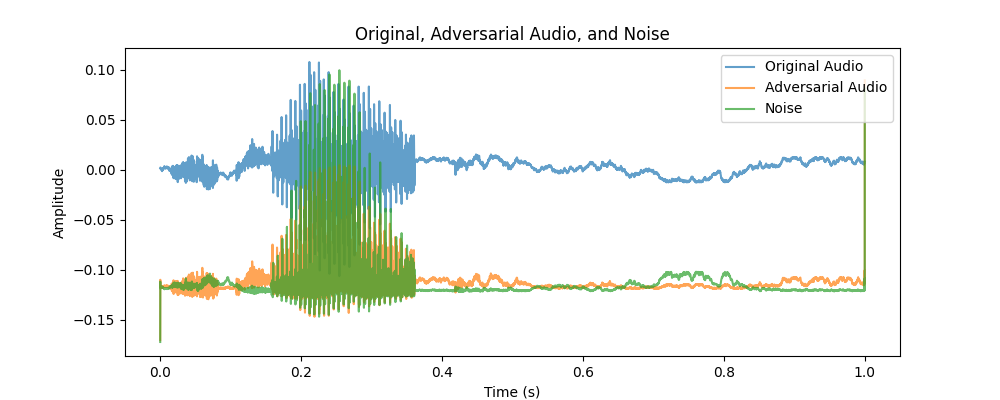 Original, Adversarial Audio, and Noise
Original Audio
Adversarial Audio
Noise
Amplitude
0.10
0.05
0.00
−0.05
−0.10
−0.15
0.0 0.2 0.4 0.6 0.8 1.0
Time (s)